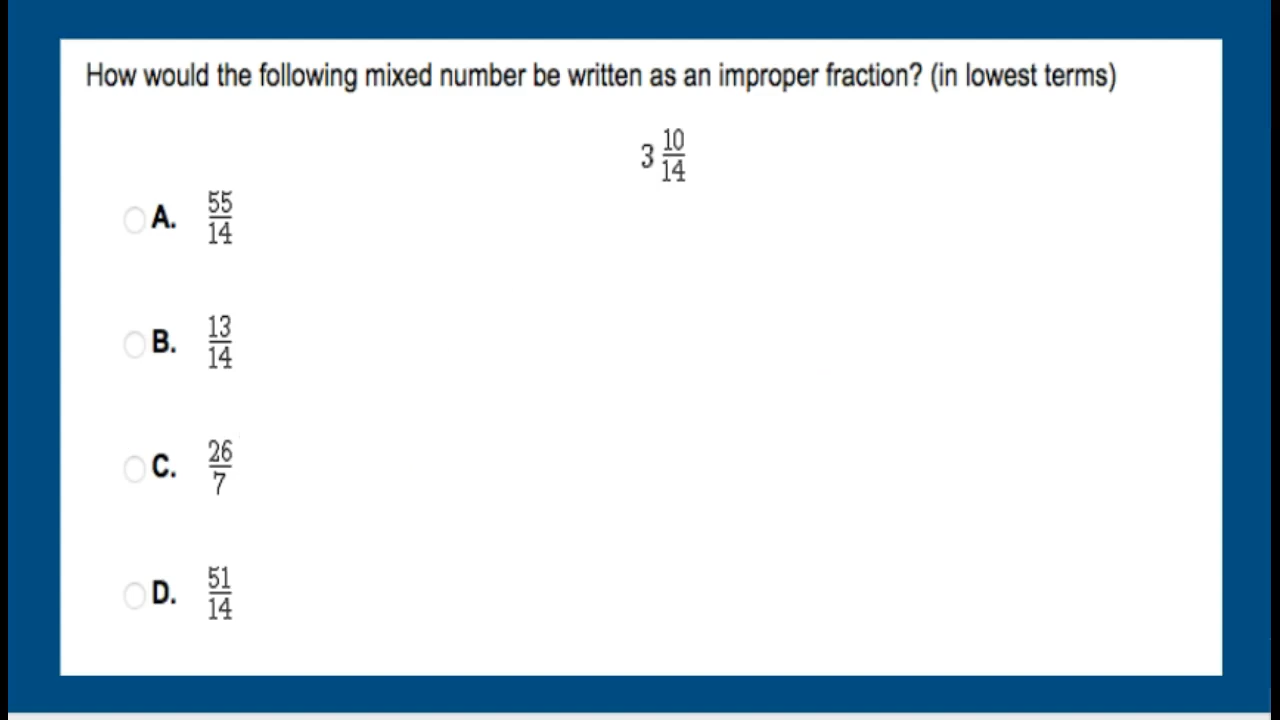 How would the following mixed number be written as an improper fraction? (in lowest terms)
3 10/14
A. 55/14
B. 13/14
C. 26/7
D. 51/14